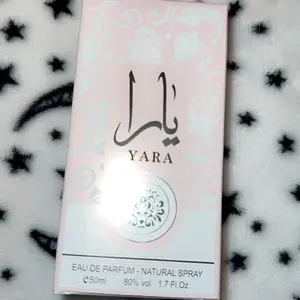 يارا
YARA
EAU DE PARFUM - NATURAL SPRAY
℮50ml 80% vol. 1.7 Fl.Oz.